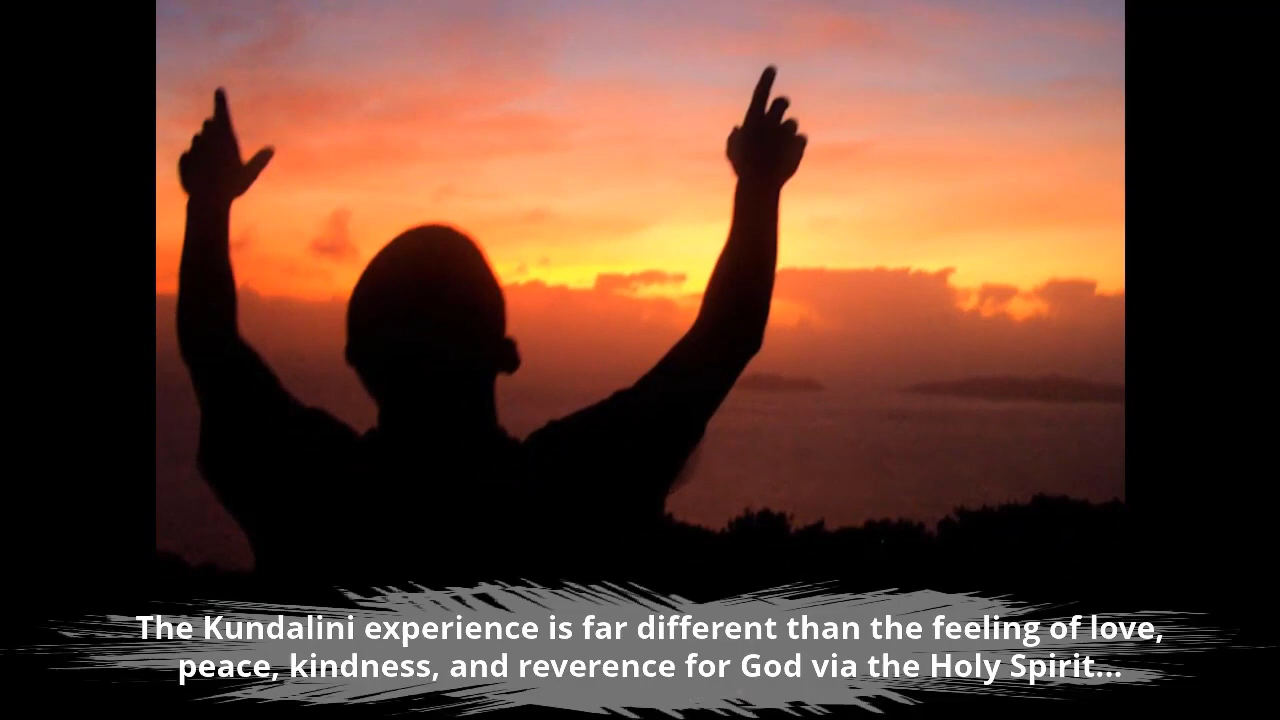 The Kundalini experience is far different than the feeling of love,
peace, kindness, and reverence for God via the Holy Spirit...